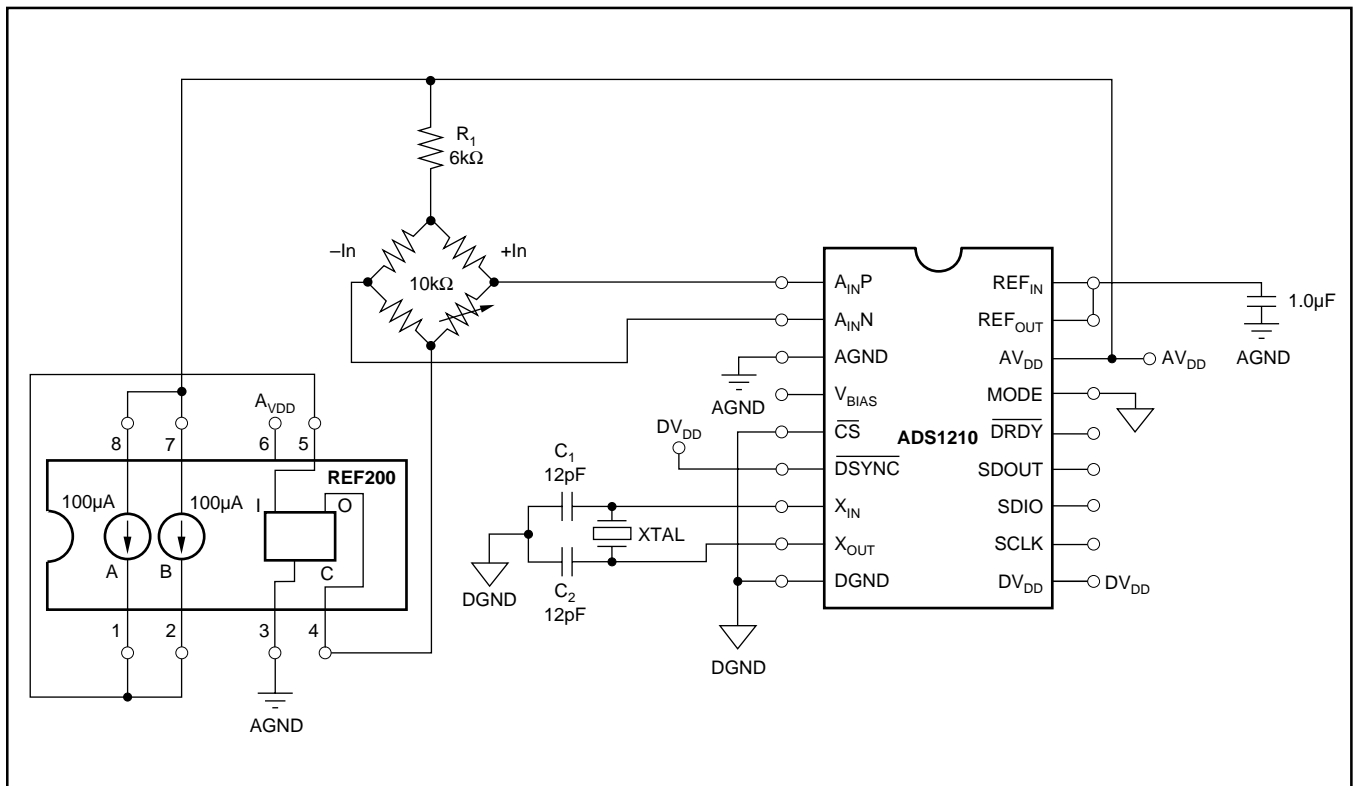 R1
6kΩ
–In
+In
10kΩ
AINP
AINN
AGND
VBIAS
CS
DSYNC
XIN
XOUT
DGND
ADS1210
REFIN
REFOUT
AVDD
MODE
DRDY
SDOUT
SDIO
SCLK
DVDD
1.0µF
AGND
AVDD
DVDD
AGND
DVDD
C1
12pF
XTAL
C2
12pF
DGND
DGND
AVDD
8
7
6
5
REF200
100µA
100µA
I
O
A
B
C
1
2
3
4
AGND